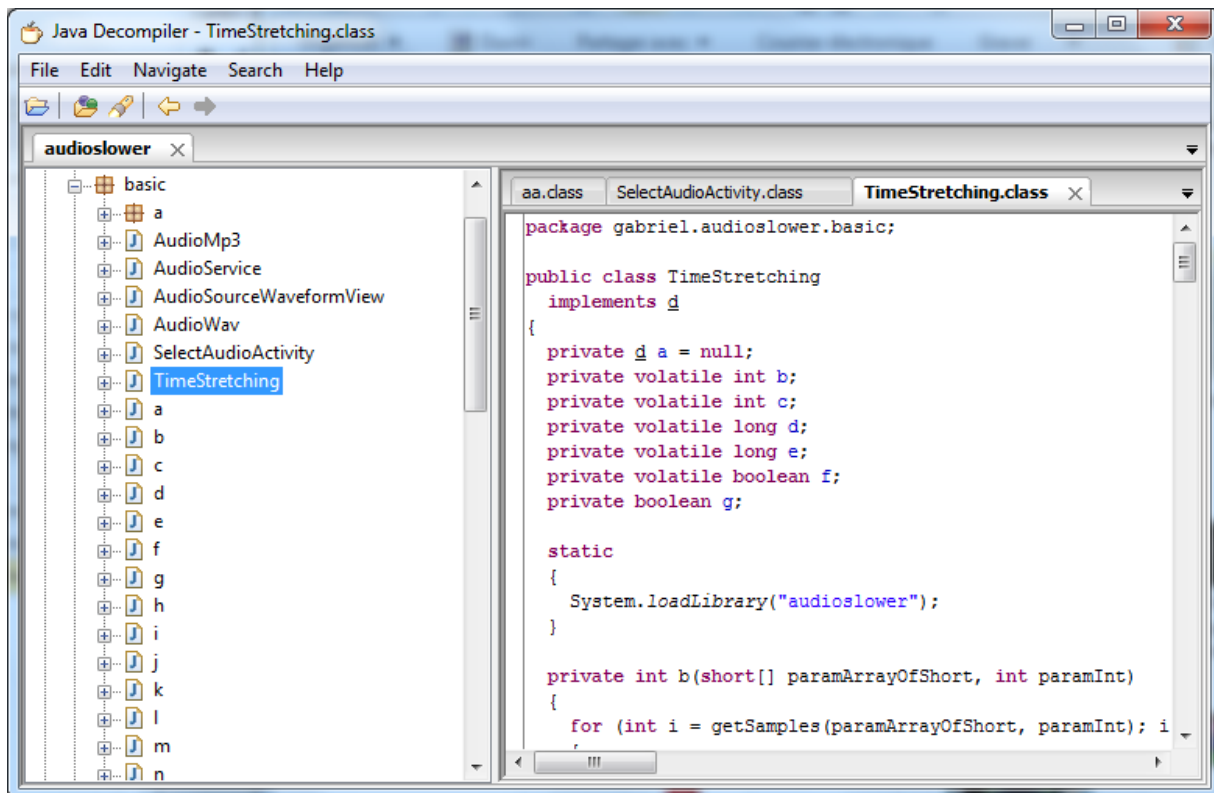 Java Decompiler - TimeStretching.class
File Edit Navigate Search Help
audioslower
basic
a
AudioMp3
AudioService
AudioSourceWaveformView
AudioWav
SelectAudioActivity
TimeStretching
a
b
c
d
e
f
g
h
i
j
k
l
m
n
aa.class SelectAudioActivity.class TimeStretching.class
package gabriel.audioslower.basic;
public class TimeStretching
implements d
{
private d a = null;
private volatile int b;
private volatile int c;
private volatile long d;
private volatile long e;
private volatile boolean f;
private boolean g;
static
{
System.loadLibrary("audioslower");
}
private int b(short[] paramArrayOfShort, int paramInt)
{
for (int i = getSamples(paramArrayOfShort, paramInt); i